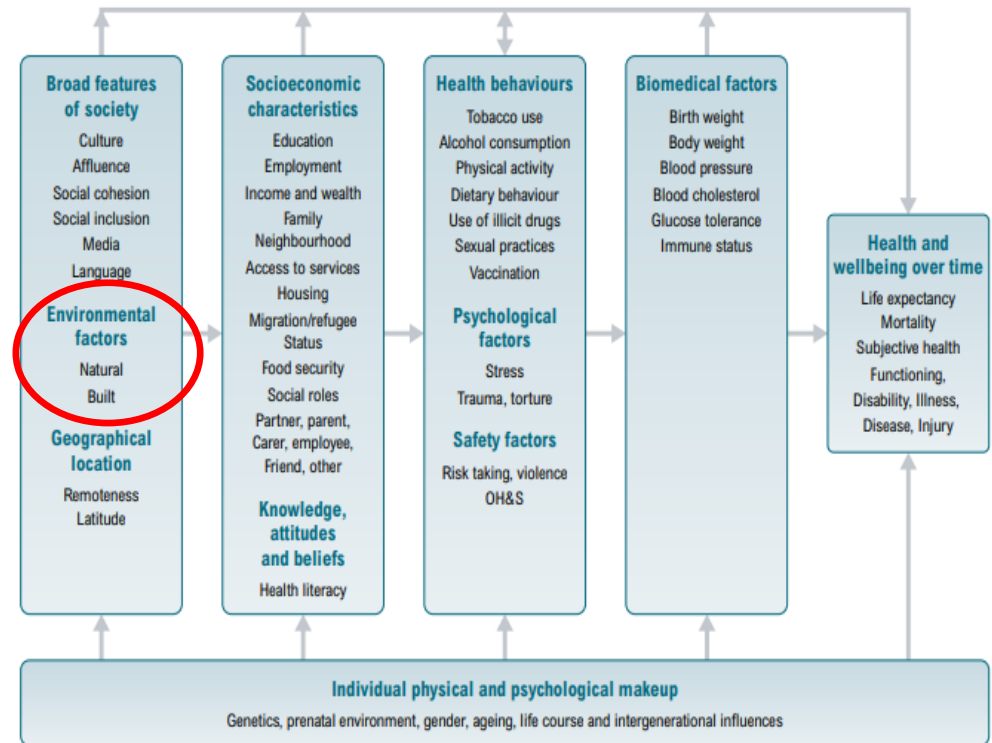 Broad features
of society
Culture
Affluence
Social cohesion
Social inclusion
Media
Language
Environmental
factors
Natural
Built
Geographical
location
Remoteness
Latitude
Socioeconomic
characteristics
Education
Employment
Income and wealth
Family
Neighbourhood
Access to services
Housing
Migration/refugee
Status
Food security
Social roles
Partner, parent,
Carer, employee,
Friend, other
Knowledge,
attitudes
and beliefs
Health literacy
Health behaviours
Tobacco use
Alcohol consumption
Physical activity
Dietary behaviour
Use of illicit drugs
Sexual practices
Vaccination
Psychological
factors
Stress
Trauma, torture
Safety factors
Risk taking, violence
OH&S
Biomedical factors
Birth weight
Body weight
Blood pressure
Blood cholesterol
Glucose tolerance
Immune status
Health and
wellbeing over time
Life expectancy
Mortality
Subjective health
Functioning,
Disability, Illness,
Disease, Injury
Individual physical and psychological makeup
Genetics, prenatal environment, gender, ageing, life course and intergenerational influences